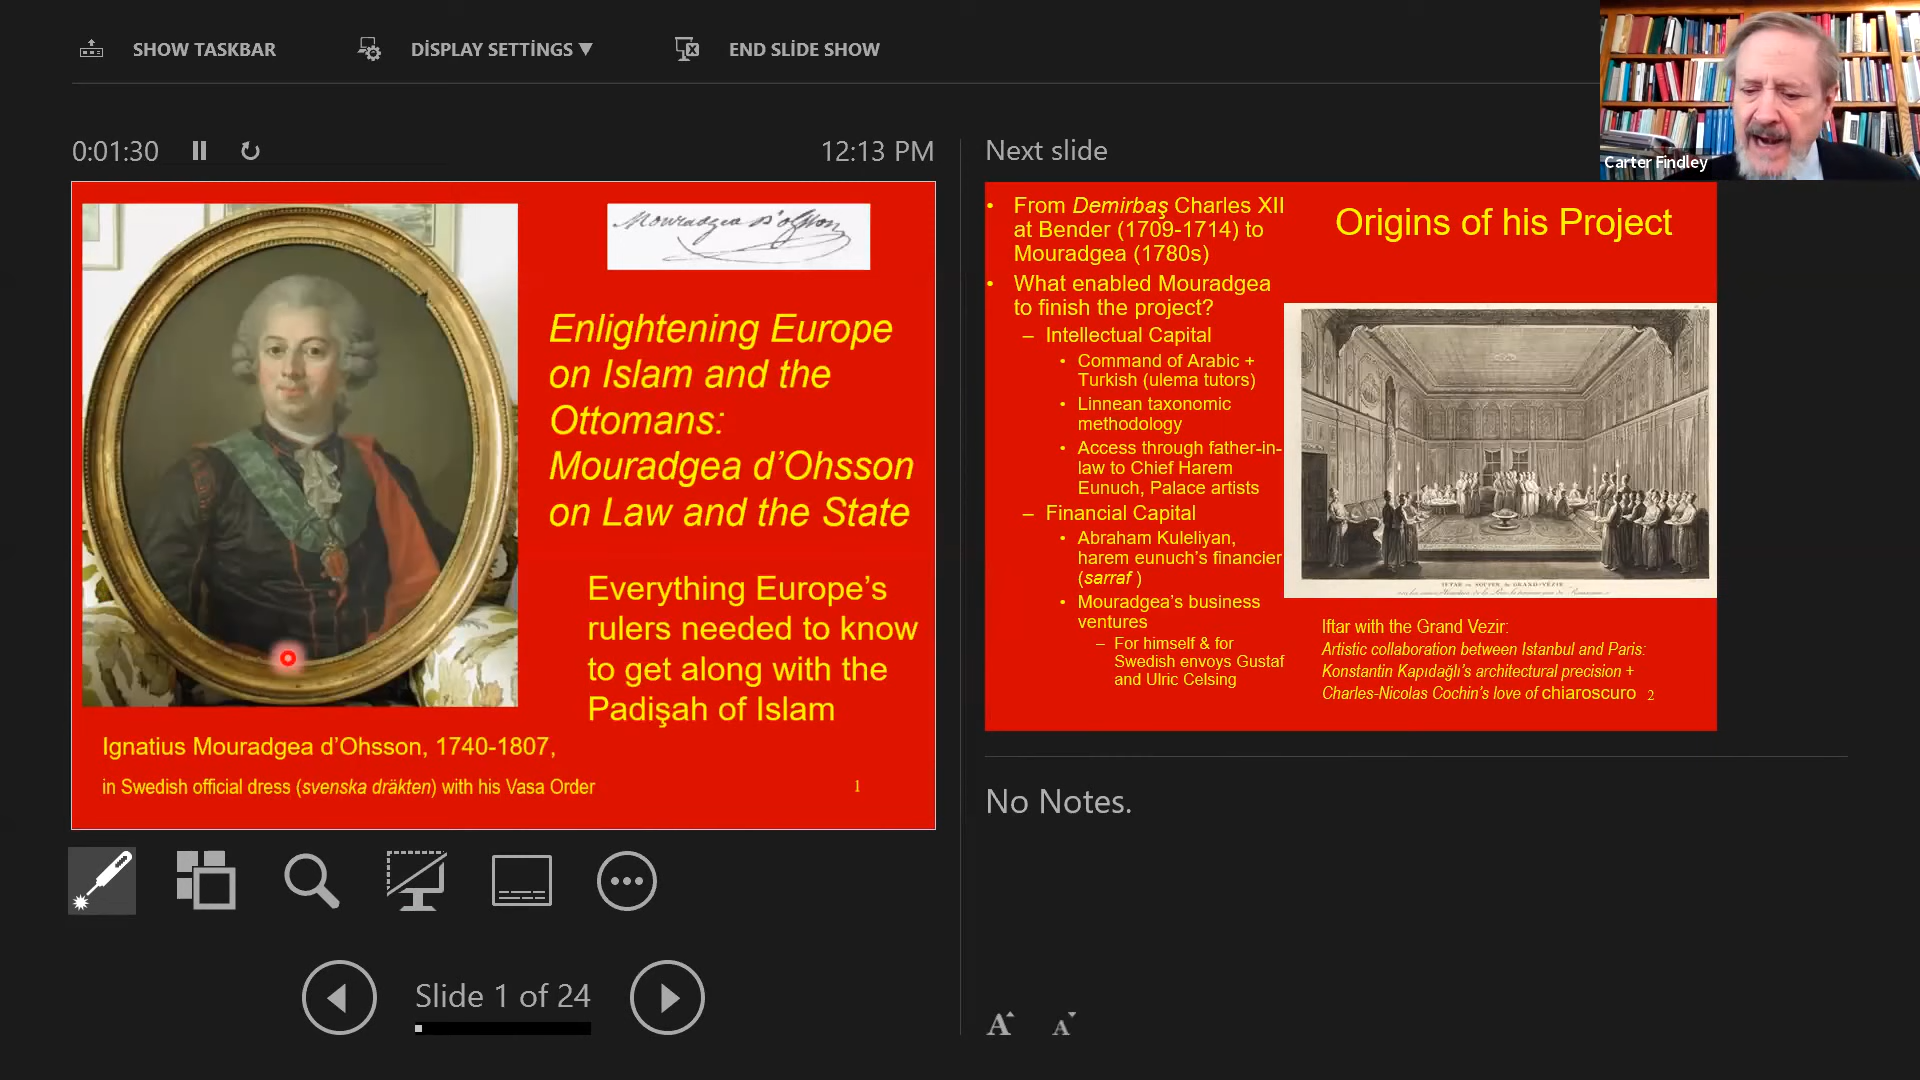 SHOW TASKBAR
DİSPLAY SETTİNGS ▼
END SLİDE SHOW
Carter Findley
0:01:30
12:13 PM
Mouradgea d'Ohsson
Enlightening Europe
on Islam and the
Ottomans:
Mouradgea d’Ohsson
on Law and the State
Everything Europe’s
rulers needed to know
to get along with the
Padişah of Islam
Ignatius Mouradgea d’Ohsson, 1740-1807,
in Swedish official dress (svenska dräkten) with his Vasa Order
1
Slide 1 of 24
Next slide
Origins of his Project
• From Demirbaş Charles XII
at Bender (1709-1714) to
Mouradgea (1780s)
• What enabled Mouradgea
to finish the project?
– Intellectual Capital
• Command of Arabic +
Turkish (ulema tutors)
• Linnean taxonomic
methodology
• Access through father-in-
law to Chief Harem
Eunuch, Palace artists
– Financial Capital
• Abraham Kuleliyan,
harem eunuch’s financier
(sarraf )
• Mouradgea’s business
ventures
– For himself & for
Swedish envoys Gustaf
and Ulric Celsing
IFTAR ou SOUPER du GRAND-VÉZIR
Iftar with the Grand Vezir:
Artistic collaboration between Istanbul and Paris:
Konstantin Kapıdağlı’s architectural precision +
Charles-Nicolas Cochin’s love of chiaroscuro 2
No Notes.
A A